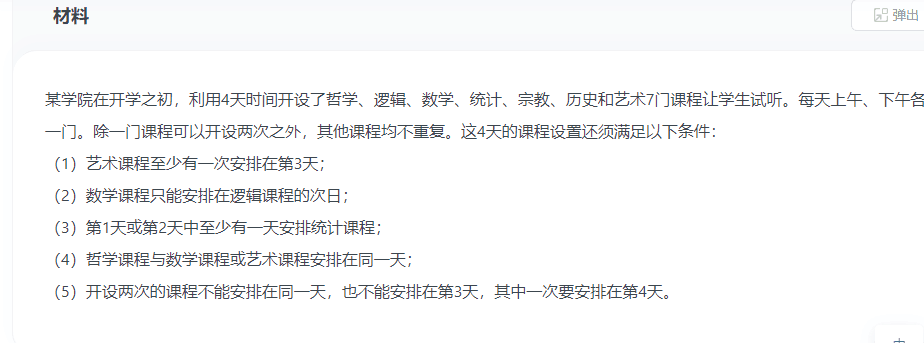 材料
弹出
某学院在开学之初，利用4天时间开设了哲学、逻辑、数学、统计、宗教、历史和艺术7门课程让学生试听。每天上午、下午各
一门。除一门课程可以开设两次之外，其他课程均不重复。这4天的课程设置还须满足以下条件：
（1）艺术课程至少有一次安排在第3天；
（2）数学课程只能安排在逻辑课程的次日；
（3）第1天或第2天中至少有一天安排统计课程；
（4）哲学课程与数学课程或艺术课程安排在同一天；
（5）开设两次的课程不能安排在同一天，也不能安排在第3天，其中一次要安排在第4天。